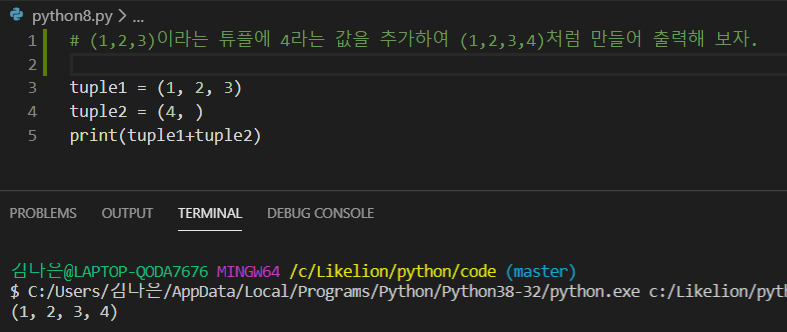 python8.py > ...
1 # (1,2,3)이라는 튜플에 4라는 값을 추가하여 (1,2,3,4)처럼 만들어 출력해 보자.
2
3 tuple1 = (1, 2, 3)
4 tuple2 = (4, )
5 print(tuple1+tuple2)
PROBLEMS OUTPUT TERMINAL DEBUG CONSOLE
김나은@LAPTOP-QODA7676 MINGW64 /c/Likelion/python/code (master)
$ C:/Users/김나은/AppData/Local/Programs/Python/Python38-32/python.exe c:/Likelion/pyth
(1, 2, 3, 4)